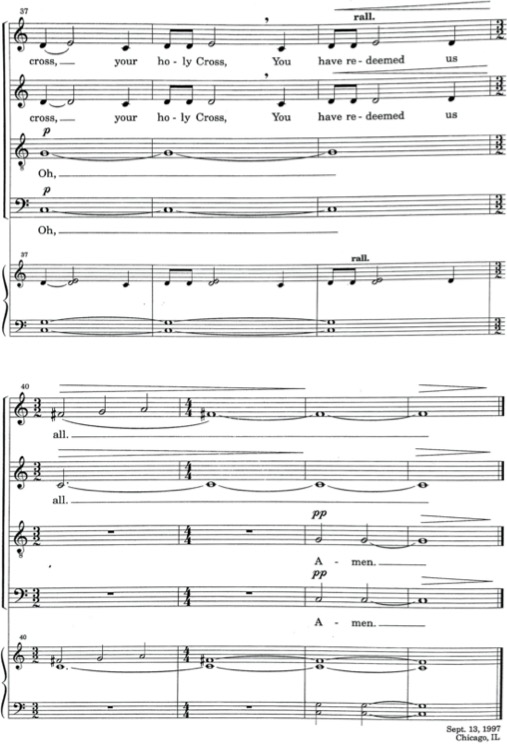 37
rall.
cross, your ho - ly Cross, You have re - deemed us
cross, your ho - ly Cross, You have re - deemed us
p
Oh,
p
Oh,
37
rall.
40
all.
all.
pp
A - men.
pp
A - men.
40
Sept. 13, 1997
Chicago, IL